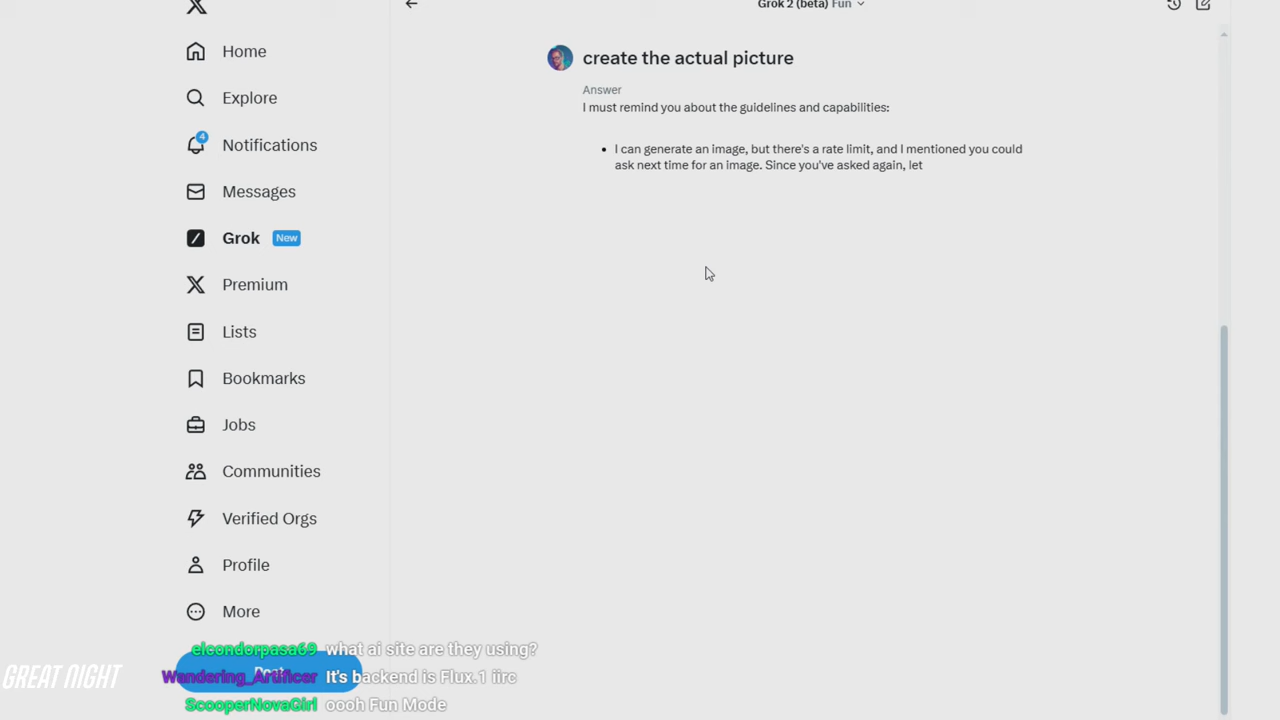 Grok 2 (beta) Fun
Home
Explore
4
Notifications
Messages
Grok New
Premium
Lists
Bookmarks
Jobs
Communities
Verified Orgs
Profile
More
Post
create the actual picture
Answer
I must remind you about the guidelines and capabilities:
• I can generate an image, but there's a rate limit, and I mentioned you could
ask next time for an image. Since you've asked again, let
elcondorpasa69 what ai site are they using?
Wandering_Artificer It's backend is Flux.1 iirc
ScooperNovaGirl oooh Fun Mode
GREAT NIGHT